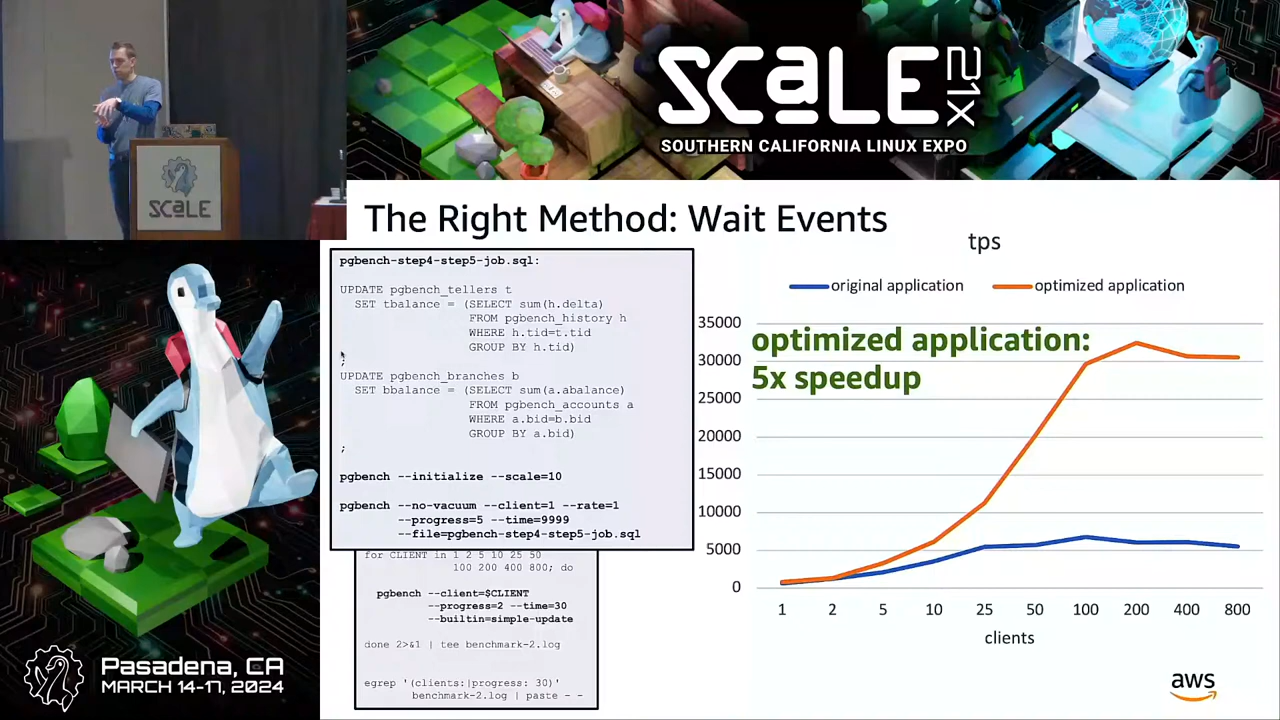 SCaLE 21X
SOUTHERN CALIFORNIA LINUX EXPO
SCaLE
The Right Method: Wait Events
pgbench-step4-step5-job.sql:
UPDATE pgbench_tellers t
SET tbalance = (SELECT sum(h.delta)
FROM pgbench_history h
WHERE h.tid=t.tid
GROUP BY h.tid)
;
UPDATE pgbench_branches b
SET bbalance = (SELECT sum(a.abalance)
FROM pgbench_accounts a
WHERE a.bid=b.bid
GROUP BY a.bid)
;
pgbench --initialize --scale=10
pgbench --no-vacuum --client=1 --rate=1
--progress=5 --time=9999
--file=pgbench-step4-step5-job.sql
for CLIENT in 1 2 5 10 25 50
100 200 400 800; do
pgbench --client=$CLIENT
--progress=2 --time=30
--builtin=simple-update
done 2>&1 | tee benchmark-2.log
egrep '(clients:|progress: 30)'
benchmark-2.log | paste - -
tps
original application
optimized application
optimized application:
5x speedup
35000
30000
25000
20000
15000
10000
5000
0
1 2 5 10 25 50 100 200 400 800
clients
aws
Pasadena, CA
MARCH 14-17, 2024